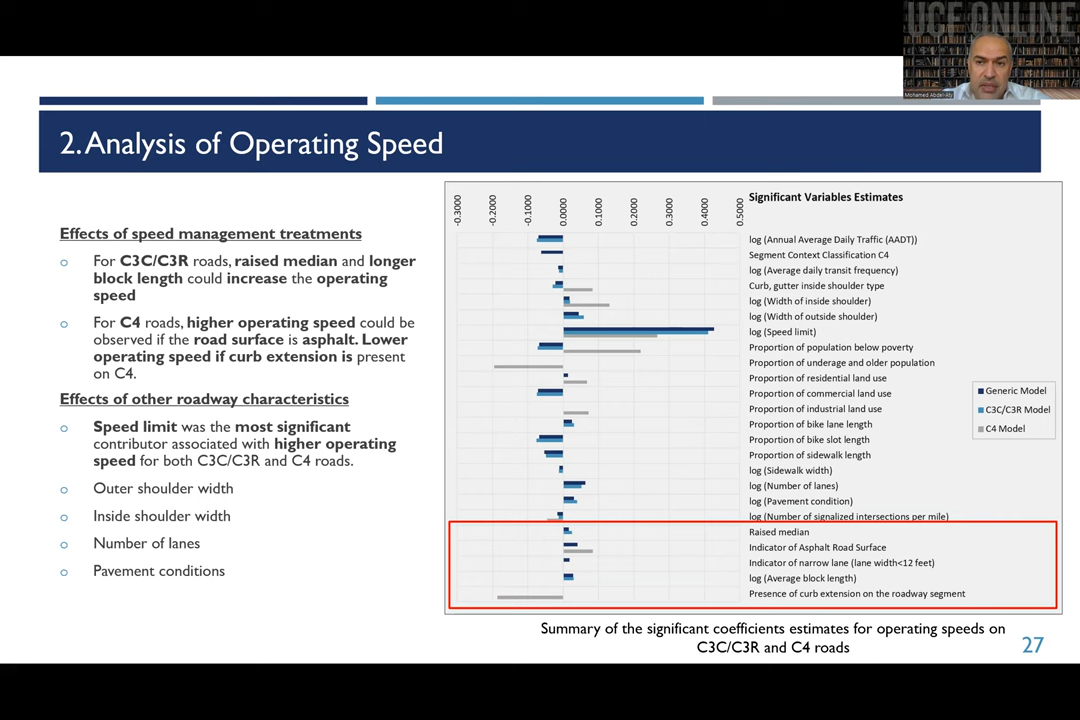 UCF ONLINE
Mohamed Abdel-Aty
2. Analysis of Operating Speed
Effects of speed management treatments
o For C3C/C3R roads, raised median and longer
block length could increase the operating
speed
o For C4 roads, higher operating speed could be
observed if the road surface is asphalt. Lower
operating speed if curb extension is present
on C4.
Effects of other roadway characteristics
o Speed limit was the most significant
contributor associated with higher operating
speed for both C3C/C3R and C4 roads.
o Outer shoulder width
o Inside shoulder width
o Number of lanes
o Pavement conditions
-0.3000
-0.2000
-0.1000
0.0000
0.1000
0.2000
0.3000
0.4000
0.5000
Significant Variables Estimates
log (Annual Average Daily Traffic (AADT))
Segment Context Classification C4
log (Average daily transit frequency)
Curb, gutter inside shoulder type
log (Width of inside shoulder)
log (Width of outside shoulder)
log (Speed limit)
Proportion of population below poverty
Proportion of underage and older population
Proportion of residential land use
Proportion of commercial land use
Proportion of industrial land use
Proportion of bike lane length
Proportion of bike slot length
Proportion of sidewalk length
log (Sidewalk width)
log (Number of lanes)
log (Pavement condition)
log (Number of signalized intersections per mile)
Raised median
Indicator of Asphalt Road Surface
Indicator of narrow lane (lane width<12 feet)
log (Average block length)
Presence of curb extension on the roadway segment
Generic Model
C3C/C3R Model
C4 Model
Summary of the significant coefficients estimates for operating speeds on
C3C/C3R and C4 roads
27